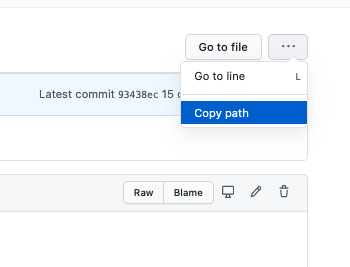 Go to file ...
Go to line L
Latest commit 93438ec 15
Copy path
Raw Blame